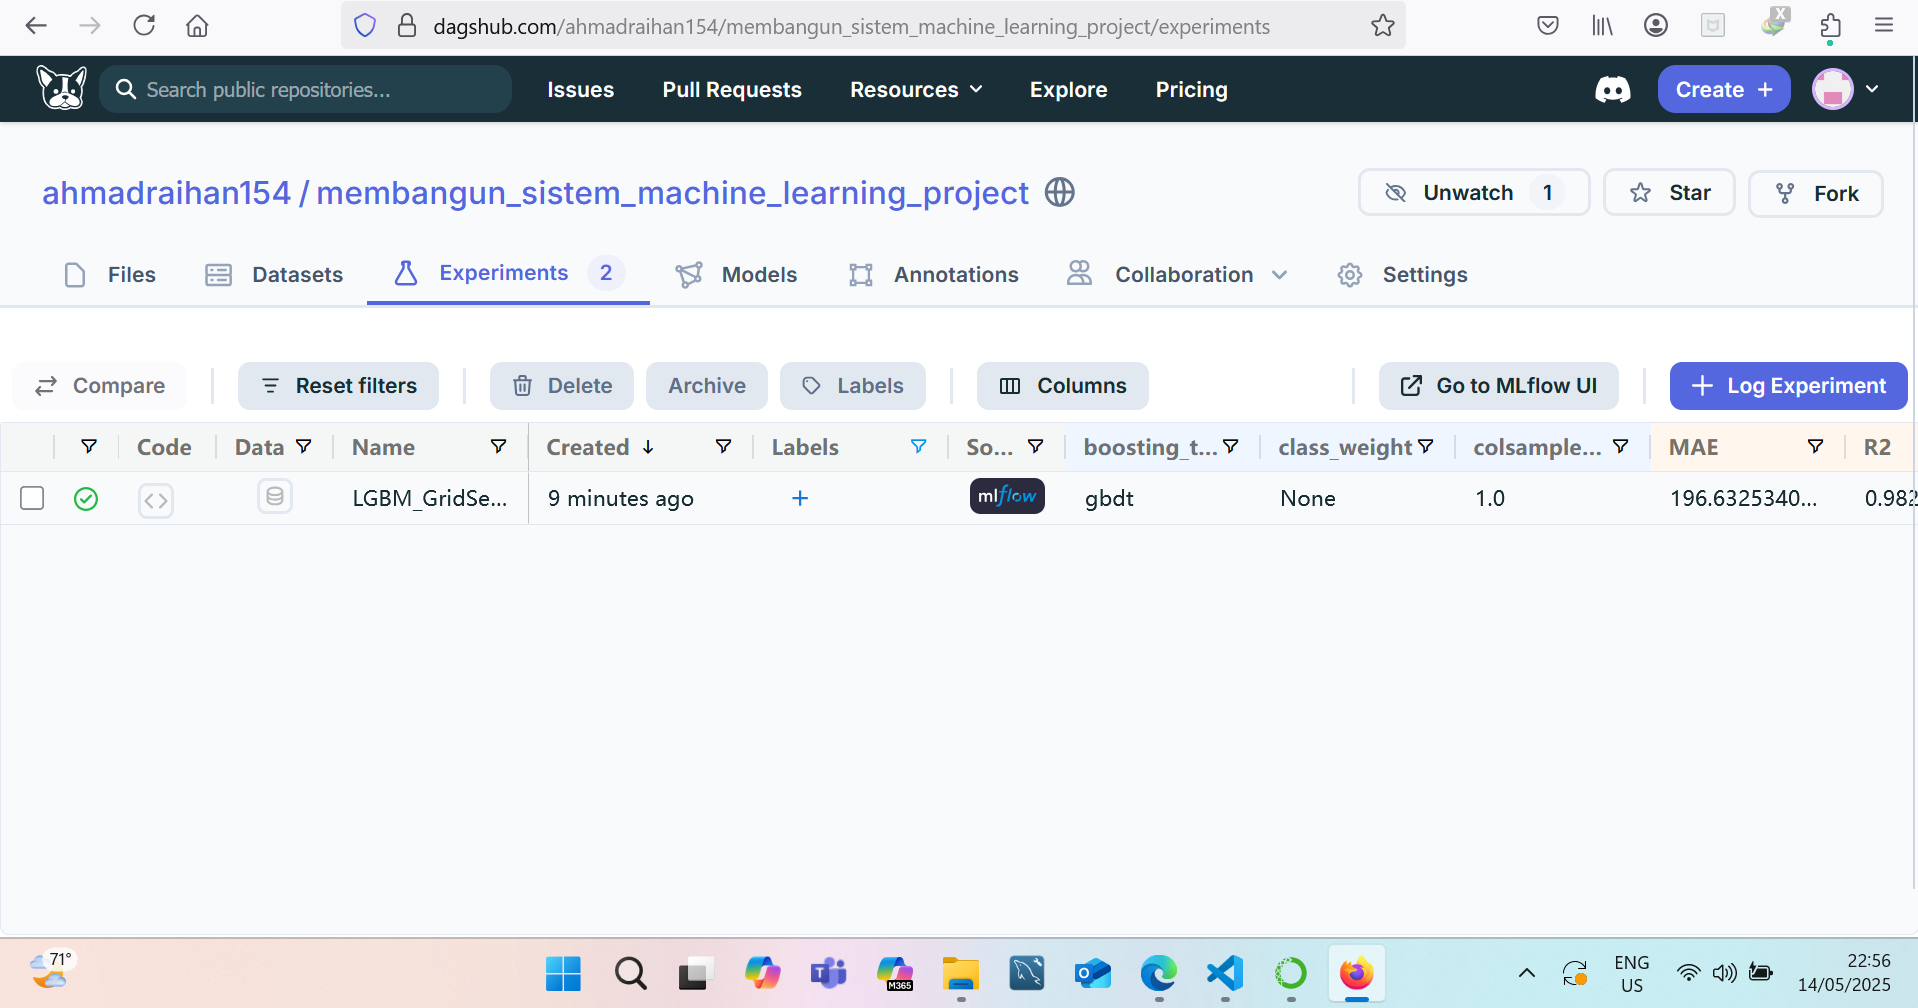 dagshub.com/ahmadraihan154/membangun_sistem_machine_learning_project/experiments
X
Search public repositories...
Issues
Pull Requests
Resources
Explore
Pricing
Create +
ahmadraihan154 / membangun_sistem_machine_learning_project
Unwatch 1
Star
Fork
Files
Datasets
Experiments 2
Models
Annotations
Collaboration
Settings
Compare
Reset filters
Delete
Archive
Labels
Columns
Go to MLflow UI
+ Log Experiment
Code Data Name Created ↓ Labels So... boosting_t... class_weight colsample... MAE R2
LGBM_GridSe... 9 minutes ago + mlflow gbdt None 1.0 196.6325340... 0.982
71°
M365
ENG
US
22:56
14/05/2025